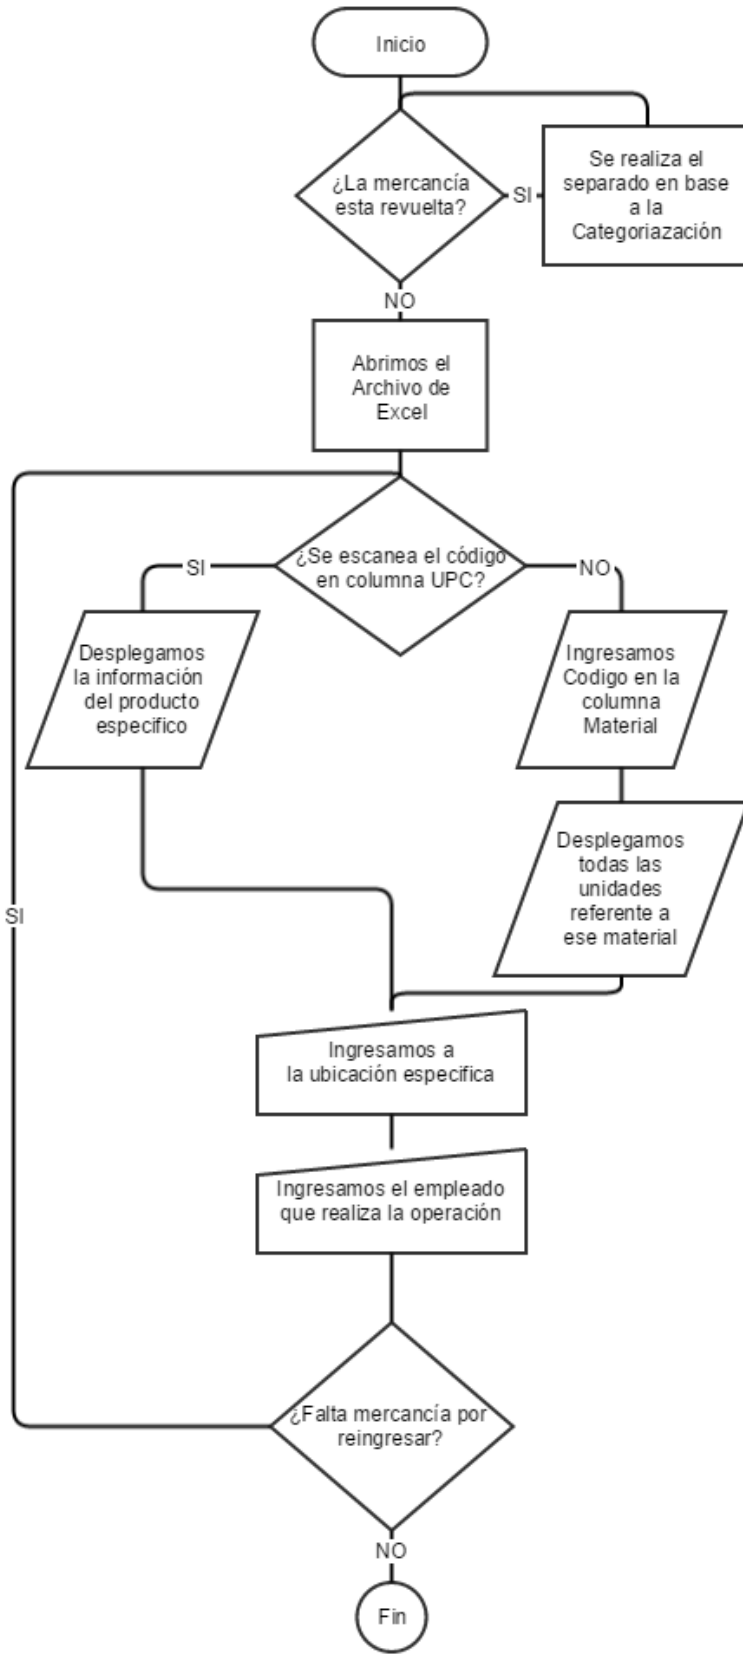 Inicio
¿La mercancía
esta revuelta?
SI
Se realiza el
separado en base
a la
Categoriazación
NO
Abrimos el
Archivo de
Excel
¿Se escanea el código
en columna UPC?
SI
NO
Desplegamos
la información
del producto
especifico
Ingresamos
Codigo en la
columna
Material
Desplegamos
todas las
unidades
referente a
ese material
SI
Ingresamos a
la ubicación especifica
Ingresamos el empleado
que realiza la operación
¿Falta mercancía por
reingresar?
NO
Fin